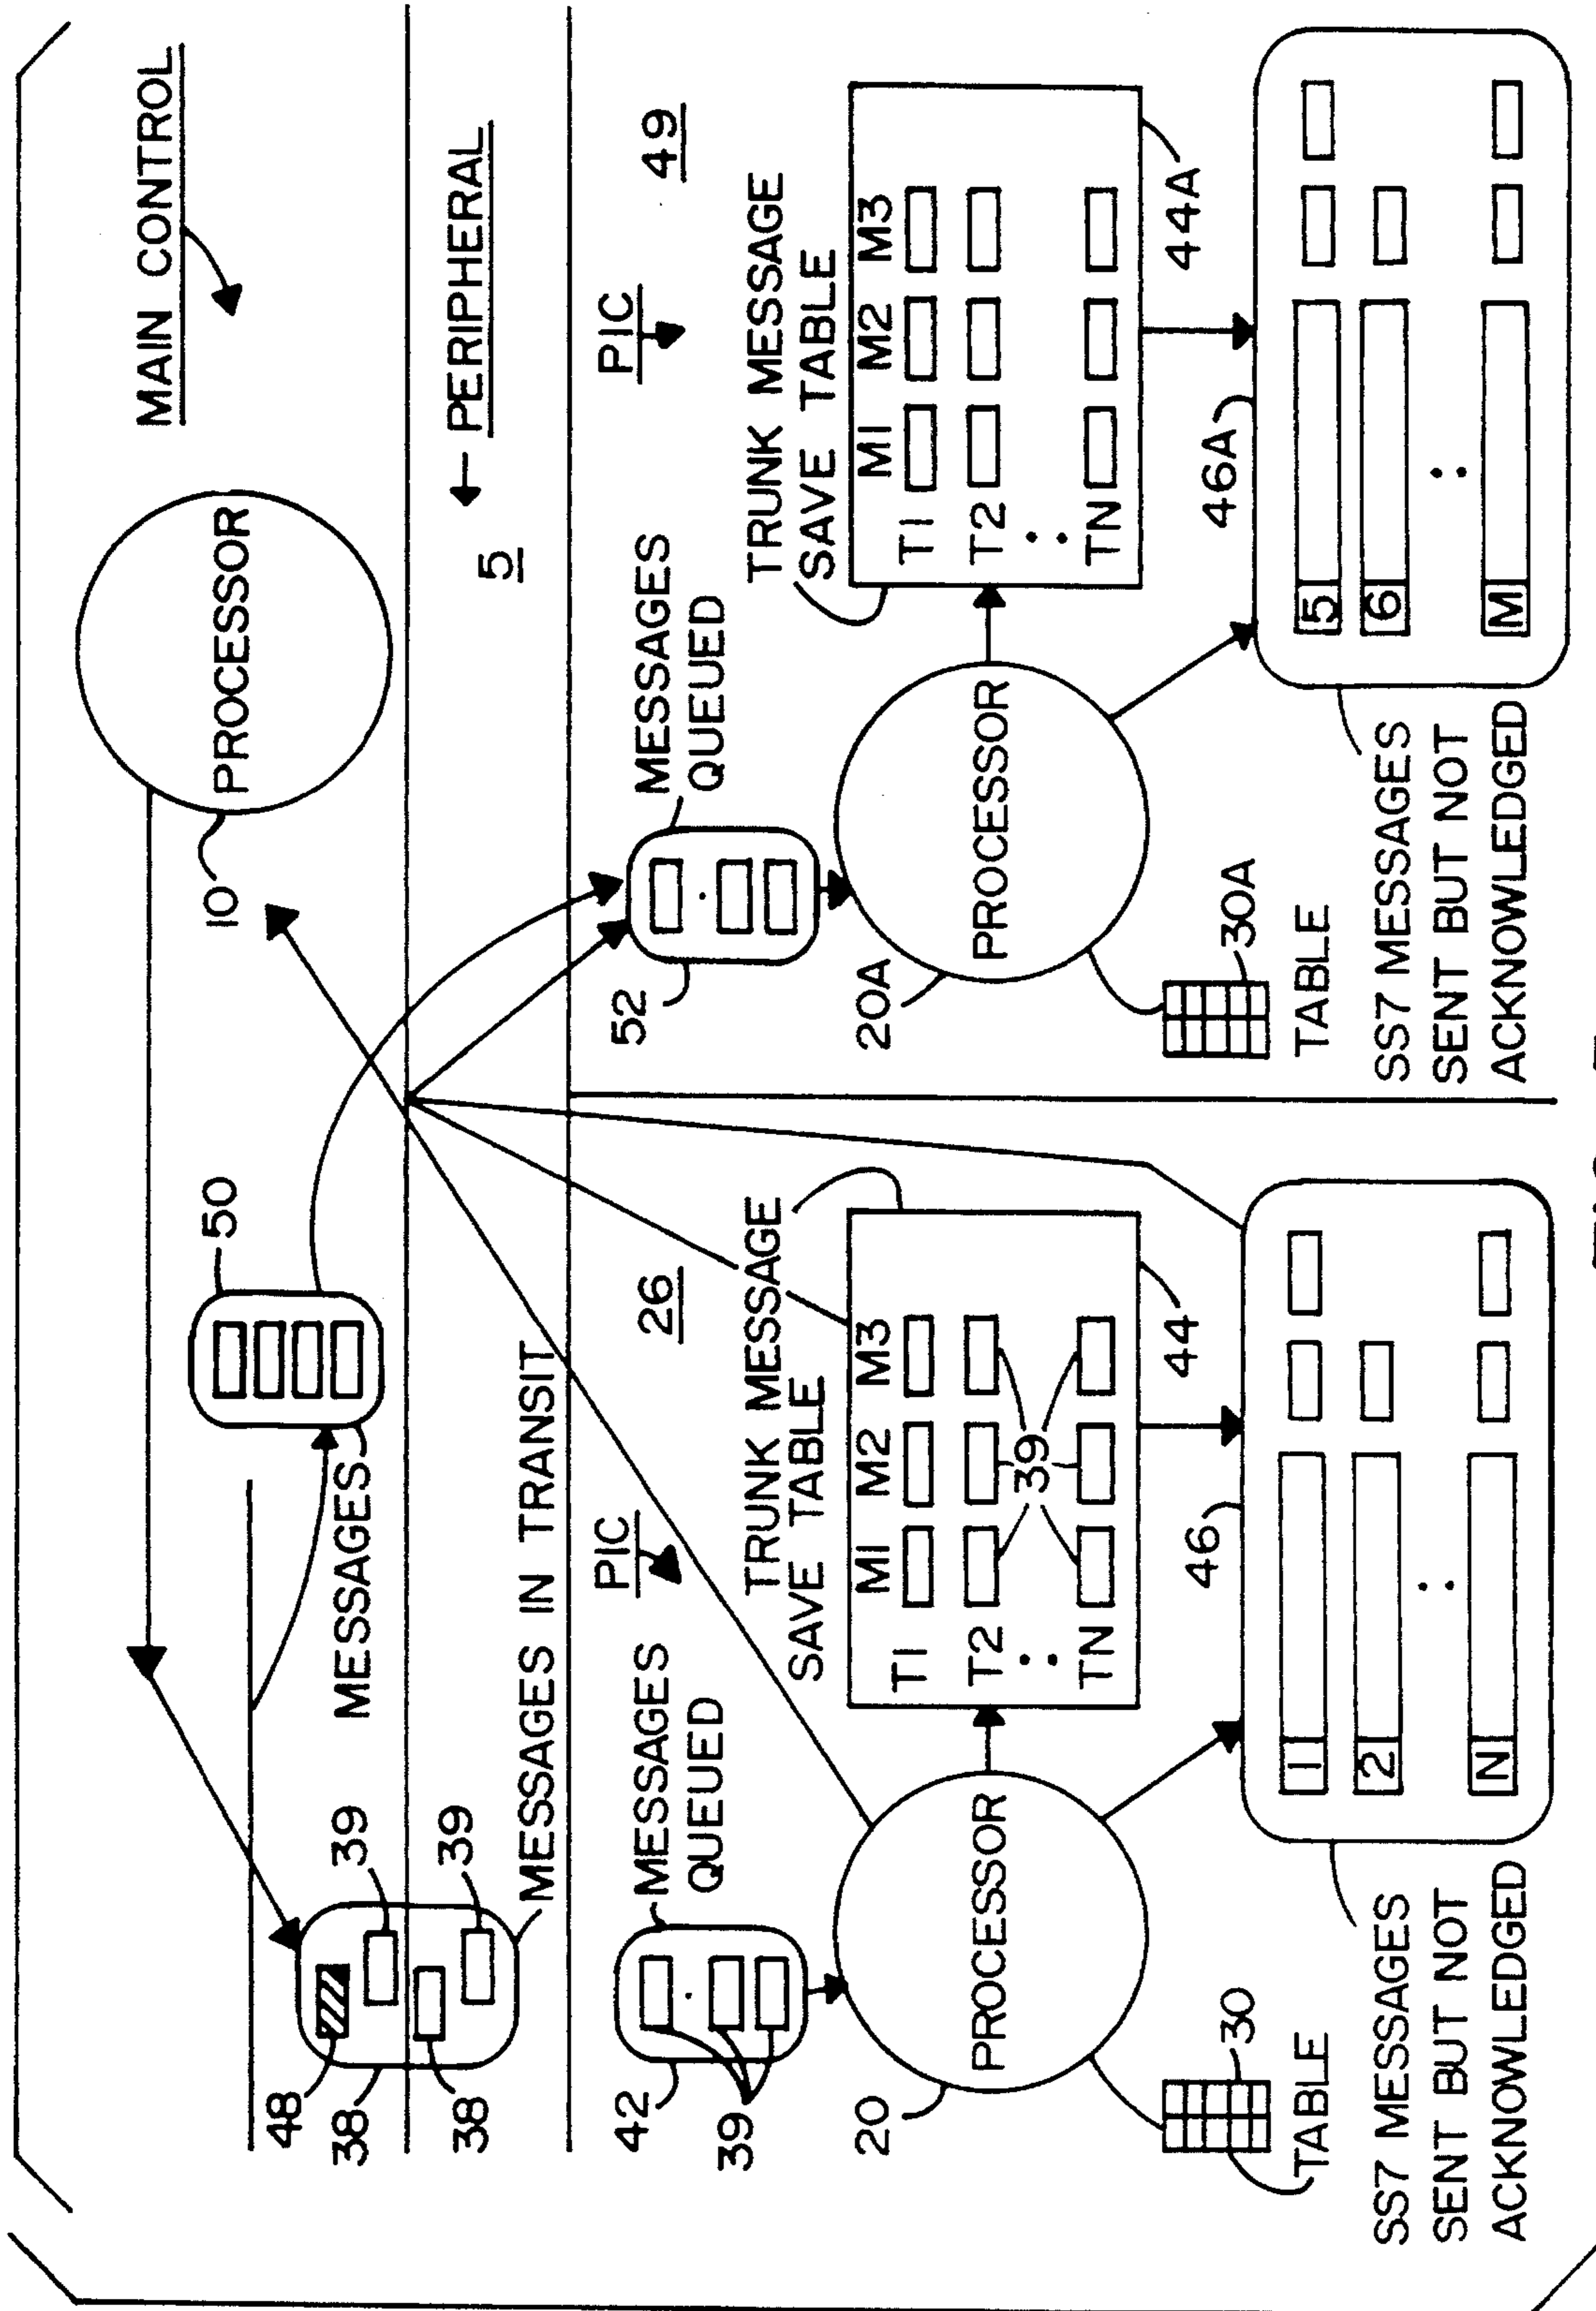 MAIN CONTROL
PROCESSOR
10
50
MESSAGES
48
38
39
38
39
MESSAGES IN TRANSIT
← PERIPHERAL
5
PIC
26
MESSAGES
QUEUED
42
39
PROCESSOR
20
30
TABLE
TRUNK MESSAGE
SAVE TABLE
M1 M2 M3
T1
T2
39
TN
44
46
1
2
N
SS7 MESSAGES
SENT BUT NOT
ACKNOWLEDGED
PIC
49
MESSAGES
QUEUED
52
PROCESSOR
20A
30A
TABLE
TRUNK MESSAGE
SAVE TABLE
M1 M2 M3
T1
T2
TN
44A
46A
5
6
M
SS7 MESSAGES
SENT BUT NOT
ACKNOWLEDGED